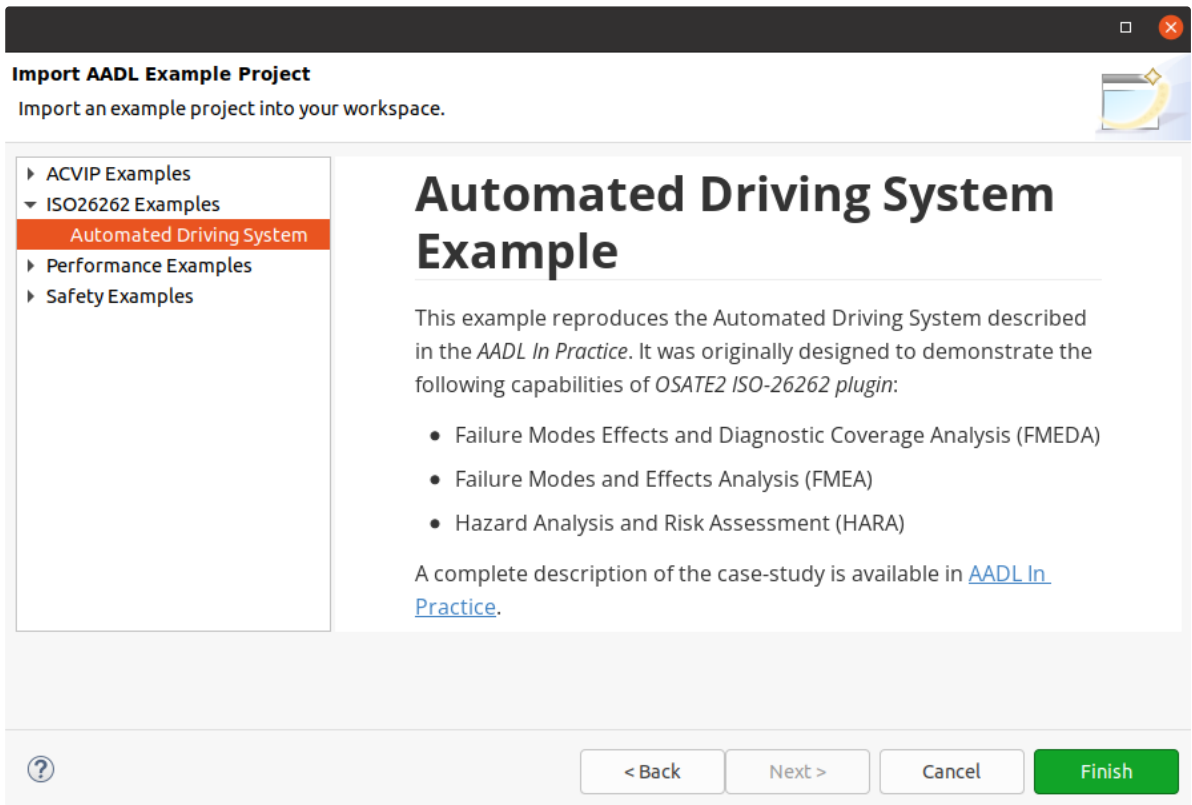 Import AADL Example Project
Import an example project into your workspace.
ACVIP Examples
ISO26262 Examples
Automated Driving System
Performance Examples
Safety Examples
Automated Driving System
Example
This example reproduces the Automated Driving System described
in the AADL In Practice. It was originally designed to demonstrate the
following capabilities of OSATE2 ISO-26262 plugin:
• Failure Modes Effects and Diagnostic Coverage Analysis (FMEDA)
• Failure Modes and Effects Analysis (FMEA)
• Hazard Analysis and Risk Assessment (HARA)
A complete description of the case-study is available in AADL In
Practice.
?
< Back
Next >
Cancel
Finish